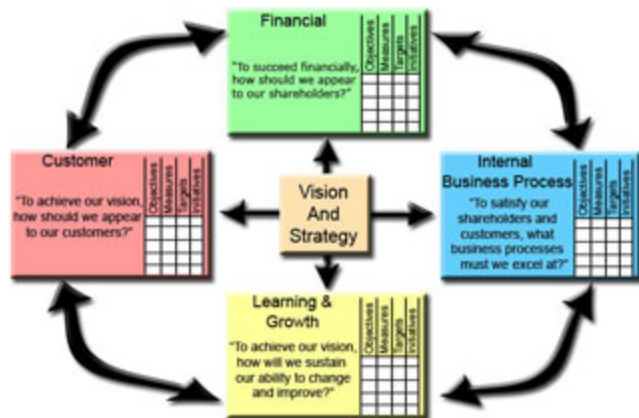 Financial
"To succeed financially,
how should we appear
to our shareholders?"
Objectives
Measures
Targets
Initiatives
Customer
"To achieve our vision,
how should we appear
to our customers?"
Objectives
Measures
Targets
Initiatives
Vision
And
Strategy
Internal
Business Process
"To satisfy our
shareholders and
customers, what
business processes
must we excel at?"
Objectives
Measures
Targets
Initiatives
Learning &
Growth
"To achieve our vision,
how will we sustain
our ability to change
and improve?"
Objectives
Measures
Targets
Initiatives